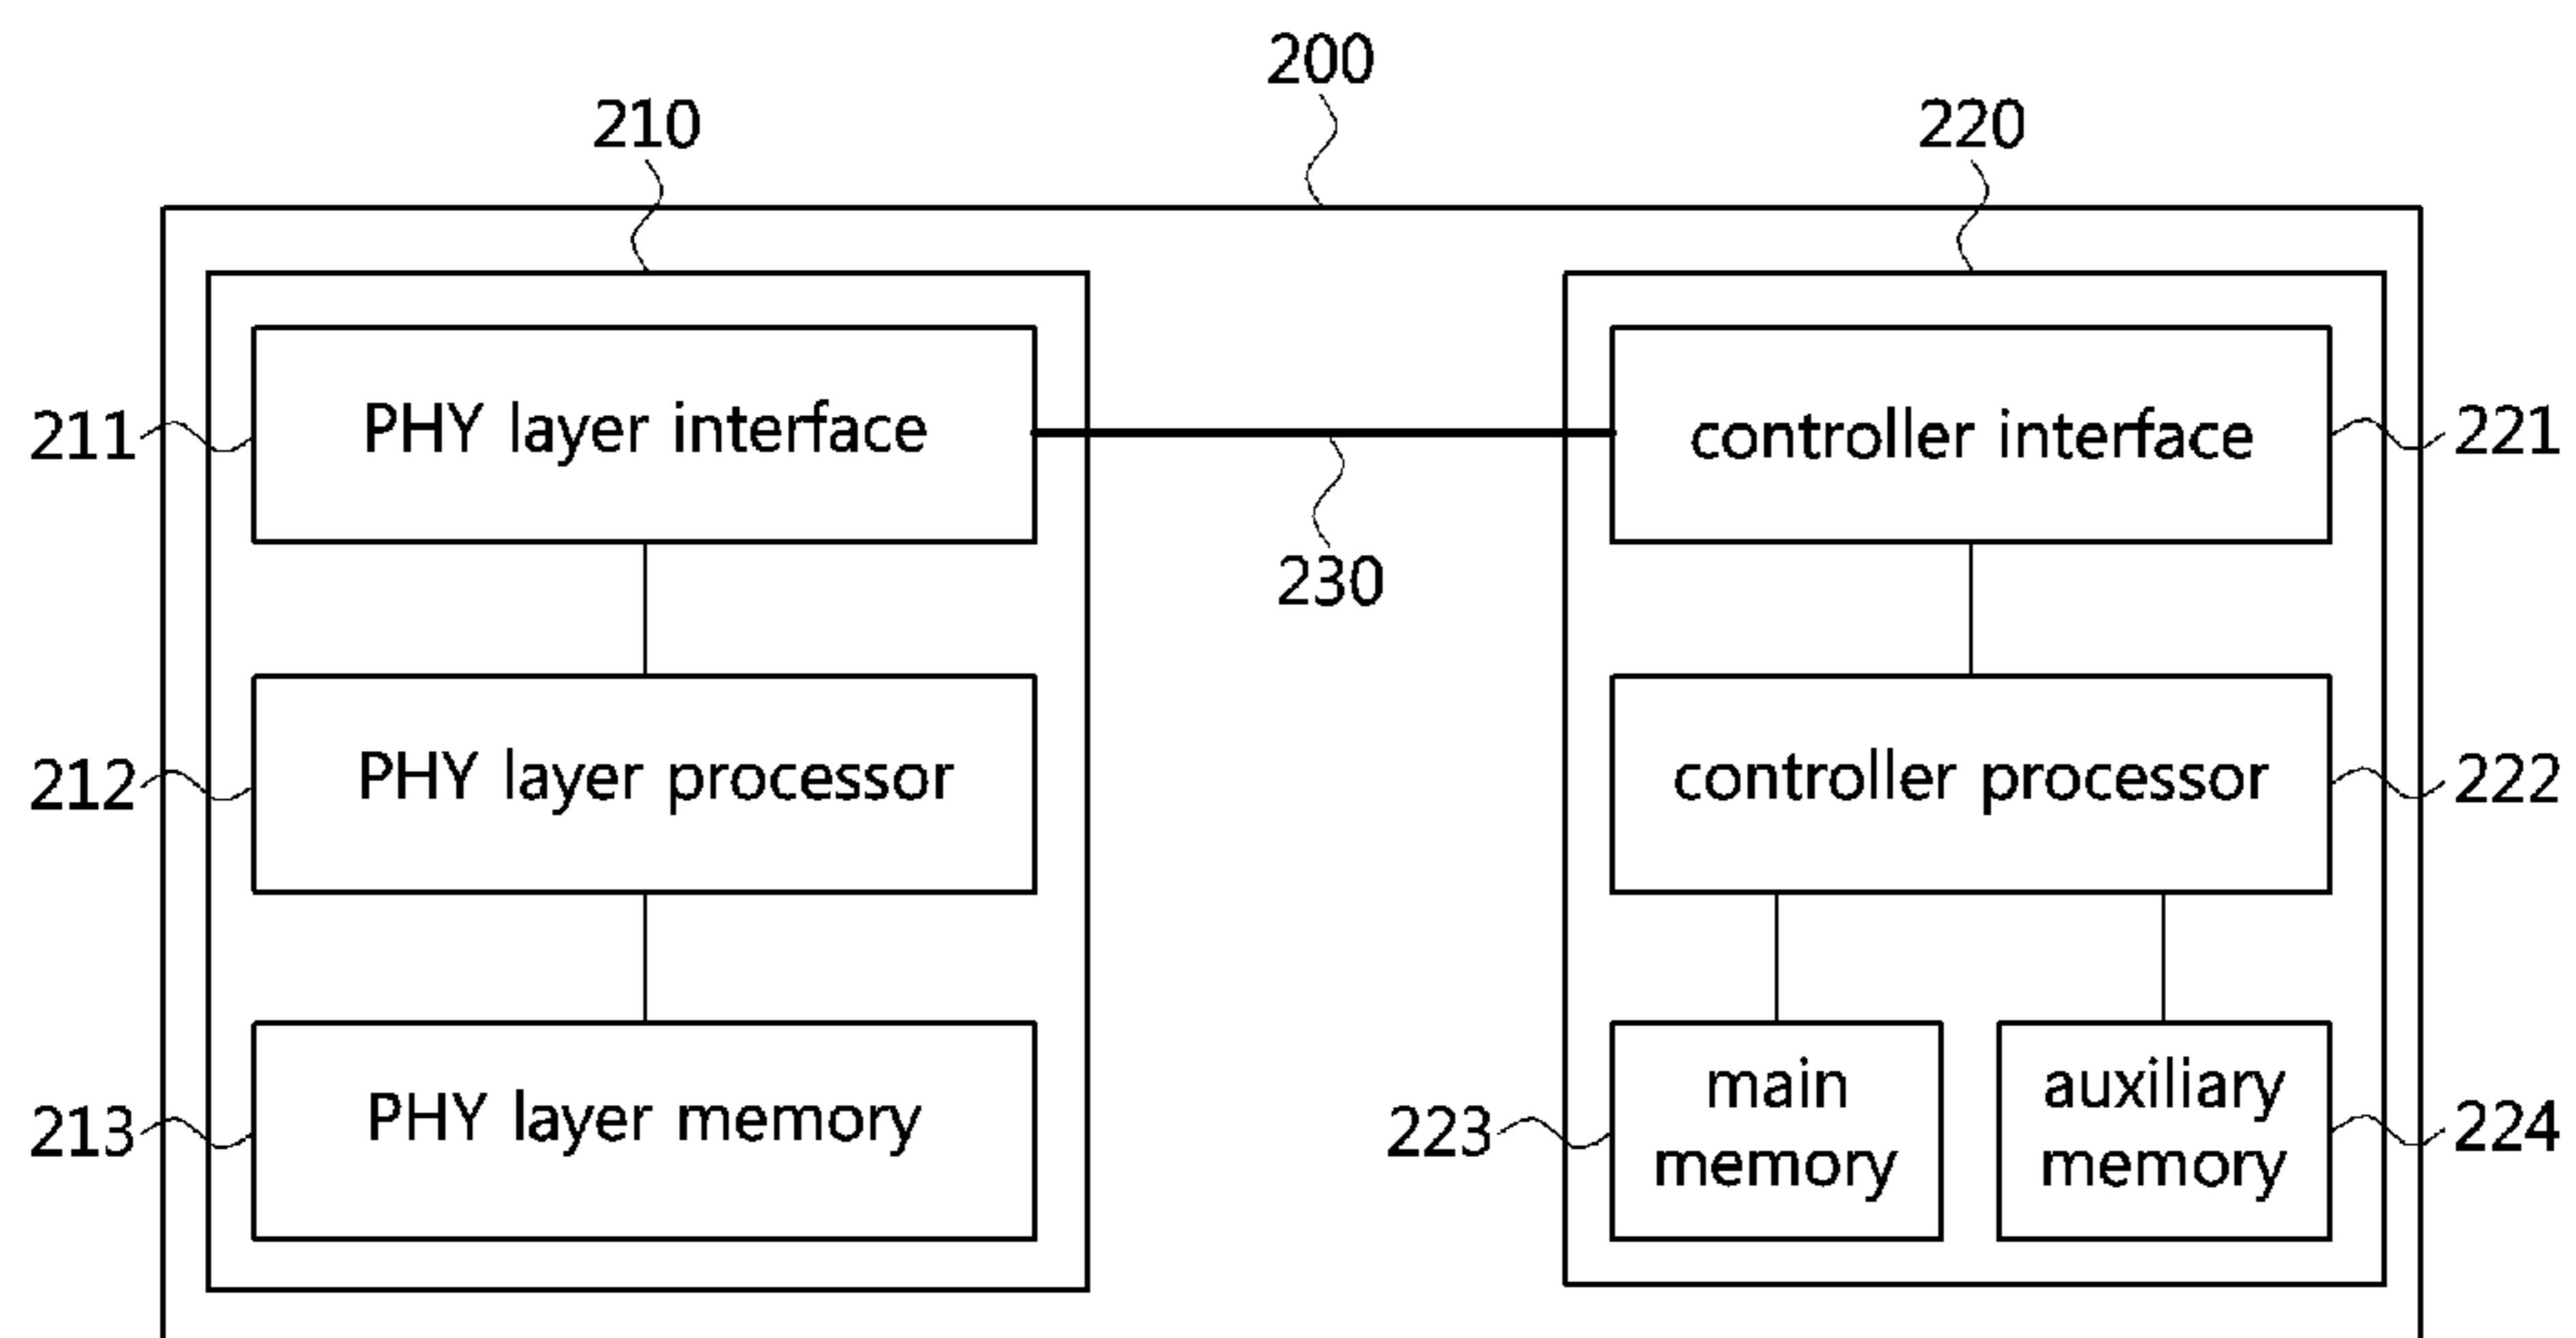 200
210
220
211
PHY layer interface
controller interface
221
230
212
PHY layer processor
controller processor
222
213
PHY layer memory
223
main
memory
auxiliary
memory
224